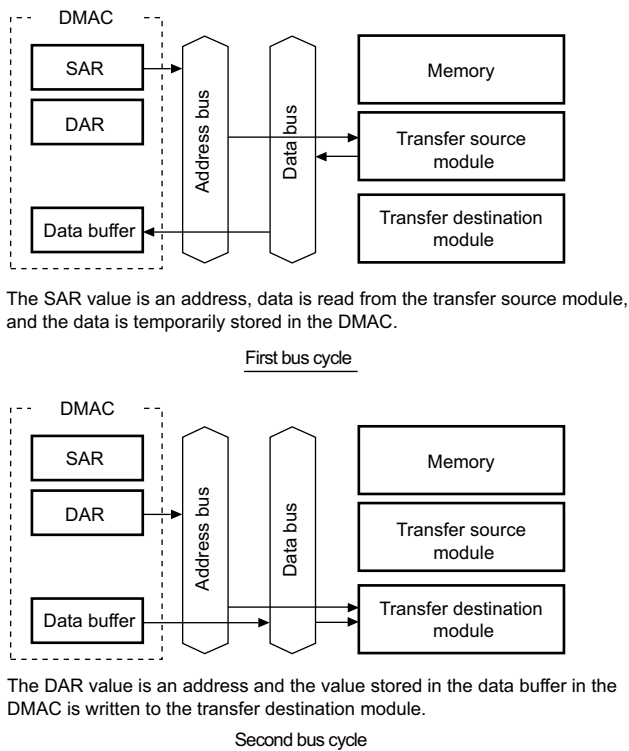 DMAC
SAR
DAR
Data buffer
Address bus
Data bus
Memory
Transfer source
module
Transfer destination
module
The SAR value is an address, data is read from the transfer source module,
and the data is temporarily stored in the DMAC.
First bus cycle
DMAC
SAR
DAR
Data buffer
Address bus
Data bus
Memory
Transfer source
module
Transfer destination
module
The DAR value is an address and the value stored in the data buffer in the
DMAC is written to the transfer destination module.
Second bus cycle